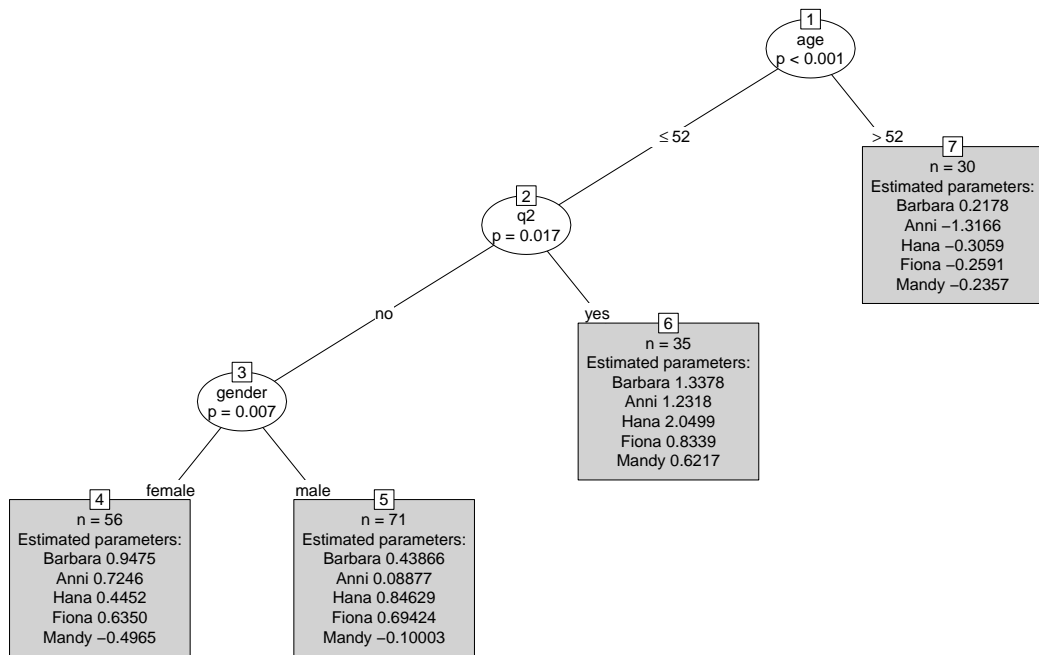 1
age
p < 0.001
≤ 52
> 52
2
q2
p = 0.017
7
n = 30
Estimated parameters:
Barbara 0.2178
Anni −1.3166
Hana −0.3059
Fiona −0.2591
Mandy −0.2357
no
yes
3
gender
p = 0.007
6
n = 35
Estimated parameters:
Barbara 1.3378
Anni 1.2318
Hana 2.0499
Fiona 0.8339
Mandy 0.6217
female
male
4
n = 56
Estimated parameters:
Barbara 0.9475
Anni 0.7246
Hana 0.4452
Fiona 0.6350
Mandy −0.4965
5
n = 71
Estimated parameters:
Barbara 0.43866
Anni 0.08877
Hana 0.84629
Fiona 0.69424
Mandy −0.10003